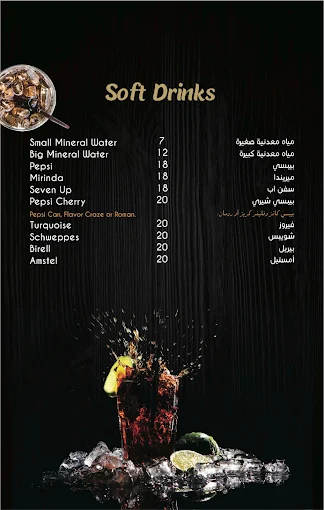 Soft Drinks
Small Mineral Water 7 مياه معدنية صغيرة
Big Mineral Water 12 مياه معدنية كبيرة
Pepsi 18 بيبسي
Mirinda 18 ميريندا
Seven Up 18 سفن اب
Pepsi Cherry 20 بيبسي شيري
Pepsi Can, Flavor Craze or Roman.
Turquoise 20 فيروز
Schweppes 20 شويبس
Birell 20 بيريل
Amstel 20 أمستيل